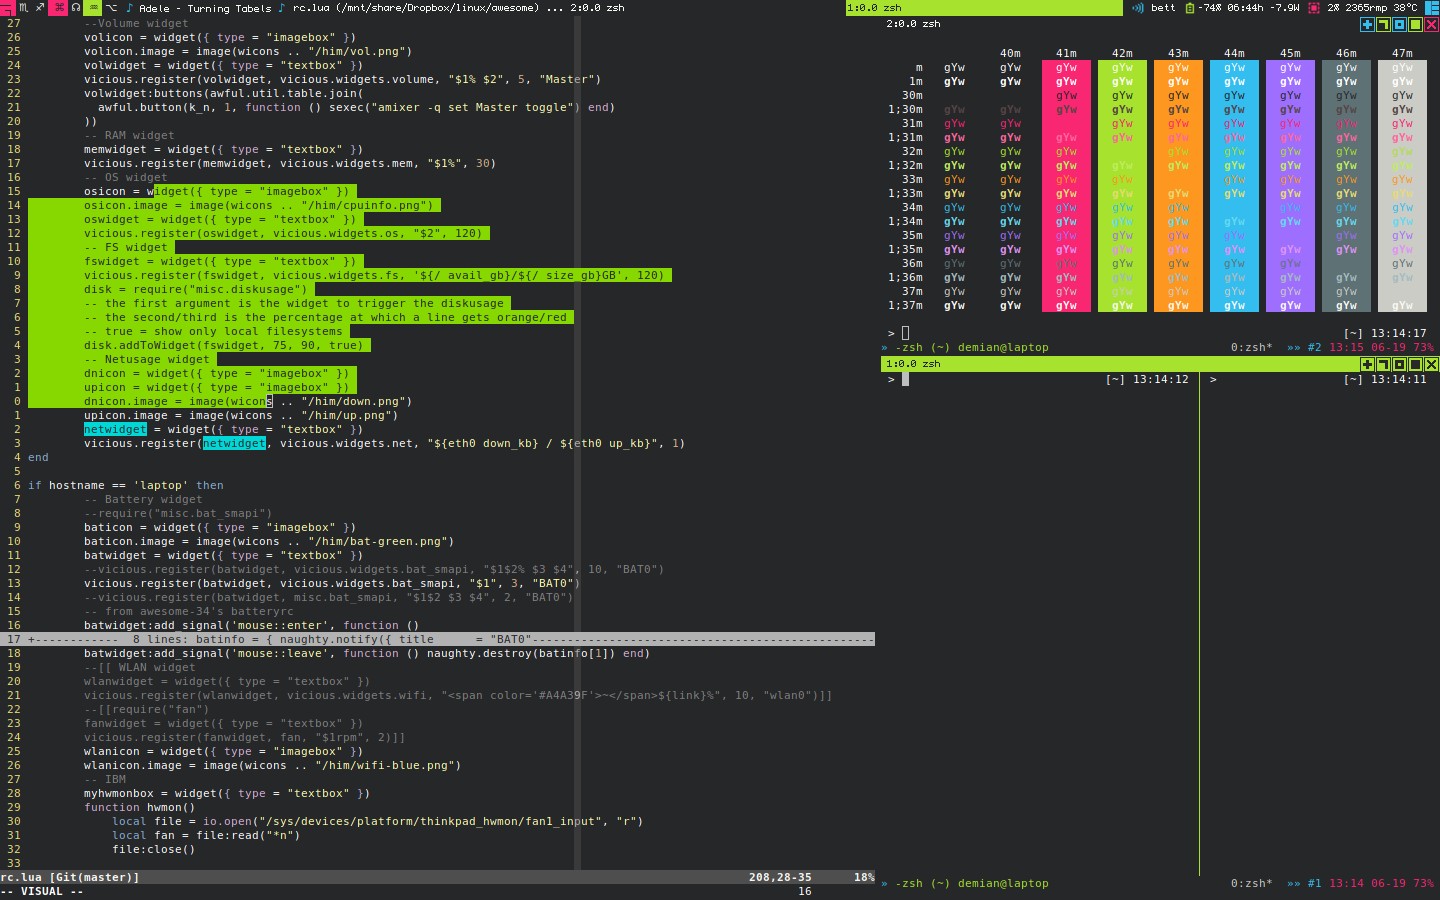 Adele - Turning Tabels rc.lua (/mnt/share/Dropbox/linux/awesome) ... 2:0.0 zsh 1:0.0 zsh bett -74% 06:44h -7.9W 2% 2365rmp 38°C
27 --Volume widget
26 volicon = widget({ type = "imagebox" })
25 volicon.image = image(wicons .. "/him/vol.png")
24 volwidget = widget({ type = "textbox" })
23 vicious.register(volwidget, vicious.widgets.volume, "$1% $2", 5, "Master")
22 volwidget:buttons(awful.util.table.join(
21 awful.button(k_n, 1, function () sexec("amixer -q set Master toggle") end)
20 ))
19 -- RAM widget
18 memwidget = widget({ type = "textbox" })
17 vicious.register(memwidget, vicious.widgets.mem, "$1%", 30)
16 -- OS widget
15 osicon = widget({ type = "imagebox" })
14 osicon.image = image(wicons .. "/him/cpuinfo.png")
13 oswidget = widget({ type = "textbox" })
12 vicious.register(oswidget, vicious.widgets.os, "$2", 120)
11 -- FS widget
10 fswidget = widget({ type = "textbox" })
9 vicious.register(fswidget, vicious.widgets.fs, '${/ avail_gb}/${/ size_gb}GB', 120)
8 disk = require("misc.diskusage")
7 -- the first argument is the widget to trigger the diskusage
6 -- the second/third is the percentage at which a line gets orange/red
5 -- true = show only local filesystems
4 disk.addToWidget(fswidget, 75, 90, true)
3 -- Netusage widget
2 dnicon = widget({ type = "imagebox" })
1 upicon = widget({ type = "imagebox" })
0 dnicon.image = image(wicons .. "/him/down.png")
1 upicon.image = image(wicons .. "/him/up.png")
2 netwidget = widget({ type = "textbox" })
3 vicious.register(netwidget, vicious.widgets.net, "${eth0 down_kb} / ${eth0 up_kb}", 1)
4 end
5
6 if hostname == 'laptop' then
7 -- Battery widget
8 --require("misc.bat_smapi")
9 baticon = widget({ type = "imagebox" })
10 baticon.image = image(wicons .. "/him/bat-green.png")
11 batwidget = widget({ type = "textbox" })
12 --vicious.register(batwidget, vicious.widgets.bat_smapi, "$1$2% $3 $4", 10, "BAT0")
13 vicious.register(batwidget, vicious.widgets.bat_smapi, "$1", 3, "BAT0")
14 --vicious.register(batwidget, misc.bat_smapi, "$1$2 $3 $4", 2, "BAT0")
15 -- from awesome-34's batteryrc
16 batwidget:add_signal('mouse::enter', function ()
17 +------------ 8 lines: batinfo = { naughty.notify({ title = "BAT0"-------------------------------------------------
18 batwidget:add_signal('mouse::leave', function () naughty.destroy(batinfo[1]) end)
19 --[[ WLAN widget
20 wlanwidget = widget({ type = "textbox" })
21 vicious.register(wlanwidget, vicious.widgets.wifi, "<span color='#A4A39F'>~</span>${link}%", 10, "wlan0")]]
22 --[[require("fan")
23 fanwidget = widget({ type = "textbox" })
24 vicious.register(fanwidget, fan, "$1rpm", 2)]]
25 wlanicon = widget({ type = "imagebox" })
26 wlanicon.image = image(wicons .. "/him/wifi-blue.png")
27 -- IBM
28 myhwmonbox = widget({ type = "textbox" })
29 function hwmon()
30 local file = io.open("/sys/devices/platform/thinkpad_hwmon/fan1_input", "r")
31 local fan = file:read("*n")
32 file:close()
33
rc.lua [Git(master)] 208,28-35 18%
-- VISUAL -- 16
2:0.0 zsh
40m 41m 42m 43m 44m 45m 46m 47m
m gYw gYw gYw gYw gYw gYw gYw gYw gYw
1m gYw gYw gYw gYw gYw gYw gYw gYw gYw
30m gYw gYw gYw gYw gYw gYw gYw
1;30m gYw gYw gYw gYw gYw gYw gYw gYw gYw
31m gYw gYw gYw gYw gYw gYw gYw gYw
1;31m gYw gYw gYw gYw gYw gYw gYw gYw gYw
32m gYw gYw gYw gYw gYw gYw gYw gYw
1;32m gYw gYw gYw gYw gYw gYw gYw gYw gYw
33m gYw gYw gYw gYw gYw gYw gYw gYw
1;33m gYw gYw gYw gYw gYw gYw gYw gYw gYw
34m gYw gYw gYw gYw gYw gYw gYw gYw
1;34m gYw gYw gYw gYw gYw gYw gYw gYw gYw
35m gYw gYw gYw gYw gYw gYw gYw gYw
1;35m gYw gYw gYw gYw gYw gYw gYw gYw gYw
36m gYw gYw gYw gYw gYw gYw gYw gYw
1;36m gYw gYw gYw gYw gYw gYw gYw gYw gYw
37m gYw gYw gYw gYw gYw gYw gYw gYw
1;37m gYw gYw gYw gYw gYw gYw gYw gYw gYw
> [~] 13:14:17
» -zsh (~) demian@laptop 0:zsh* »» #2 13:15 06-19 73%
1:0.0 zsh
> [~] 13:14:12 > [~] 13:14:11
» -zsh (~) demian@laptop 0:zsh* »» #1 13:14 06-19 73%